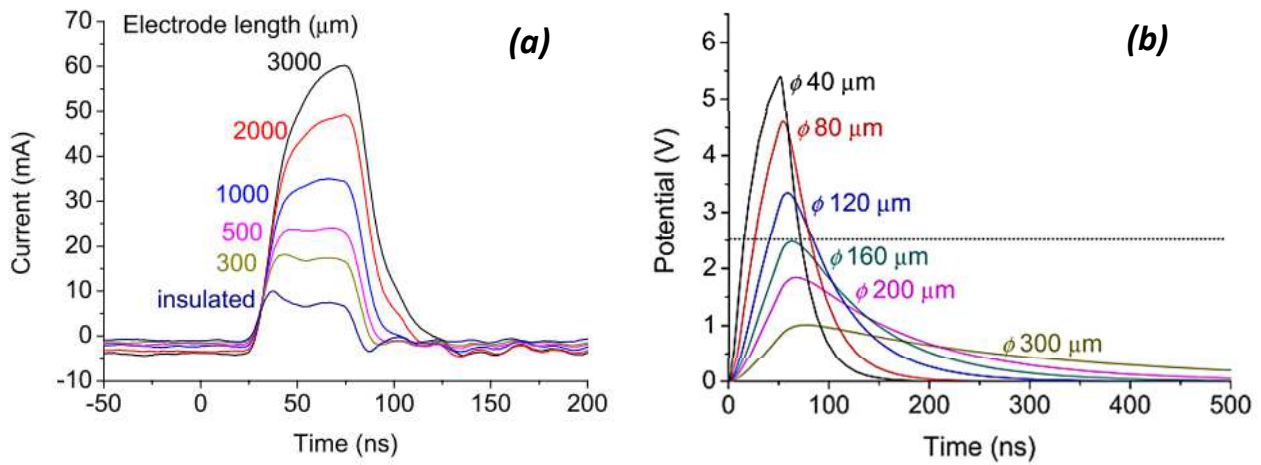 Electrode length (μm)
(a)
3000
2000
1000
500
300
insulated
70
60
50
40
30
20
10
0
-10
Current (mA)
-50
0
50
100
150
200
Time (ns)
(b)
ϕ 40 μm
ϕ 80 μm
ϕ 120 μm
ϕ 160 μm
ϕ 200 μm
ϕ 300 μm
6
5
4
3
2
1
0
Potential (V)
0
100
200
300
400
500
Time (ns)